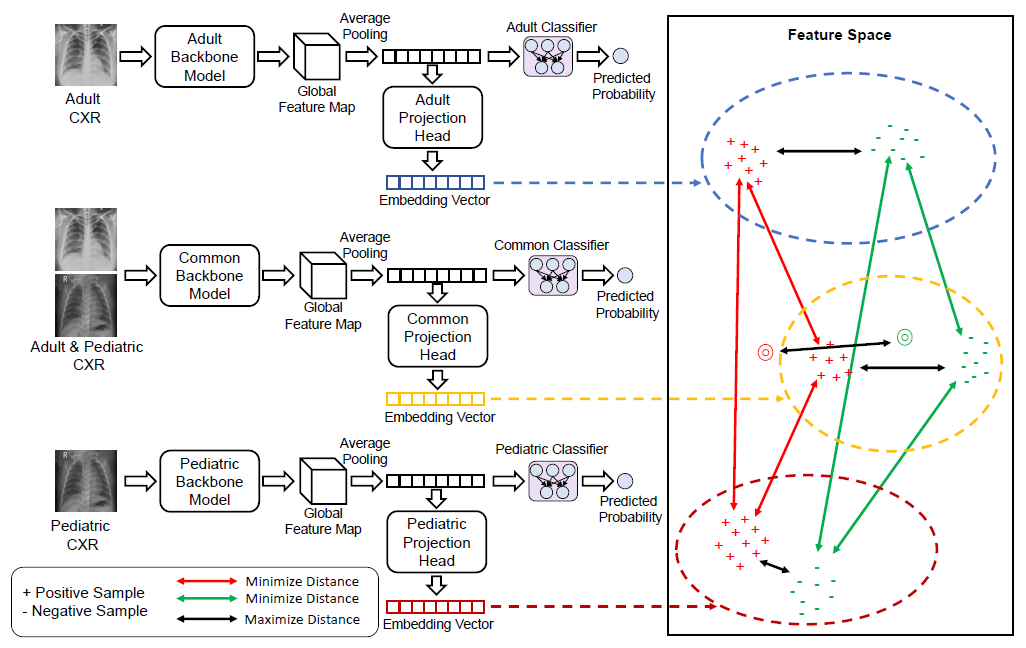 Adult
CXR
Adult
Backbone
Model
Global
Feature Map
Average
Pooling
Adult Classifier
Predicted
Probability
Adult
Projection
Head
Embedding Vector
Adult & Pediatric
CXR
Common
Backbone
Model
Global
Feature Map
Average
Pooling
Common Classifier
Predicted
Probability
Common
Projection
Head
Embedding Vector
R
Pediatric
CXR
Pediatric
Backbone
Model
Global
Feature Map
Average
Pooling
Pediatric Classifier
Predicted
Probability
Pediatric
Projection
Head
Embedding Vector
R
+ Positive Sample
- Negative Sample
Minimize Distance
Minimize Distance
Maximize Distance
Feature Space